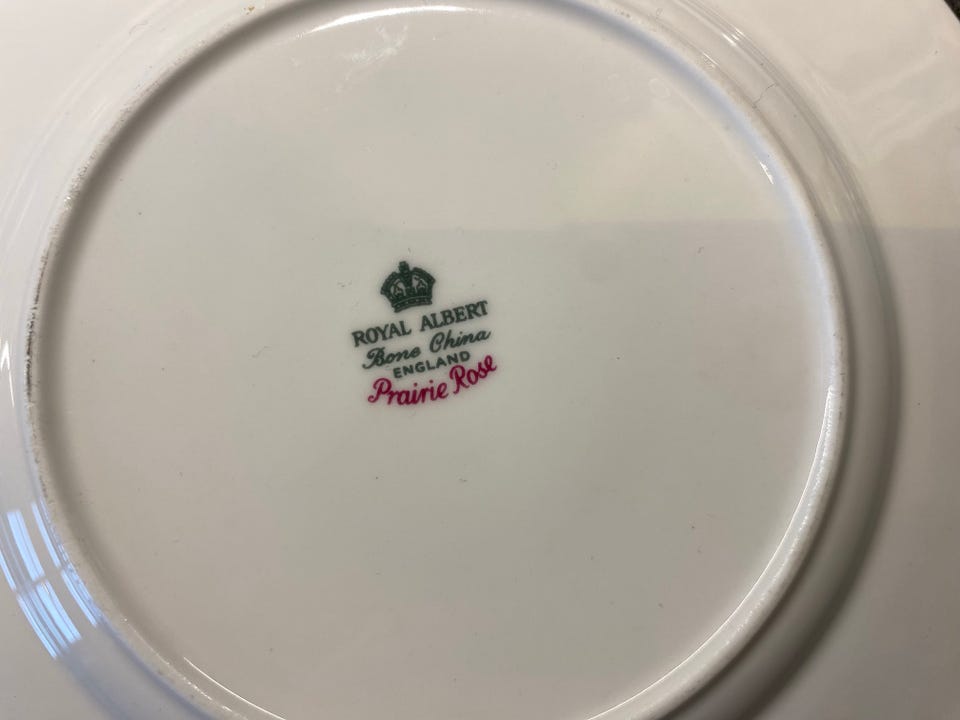 ROYAL ALBERT
Bone China
ENGLAND
Prairie Rose